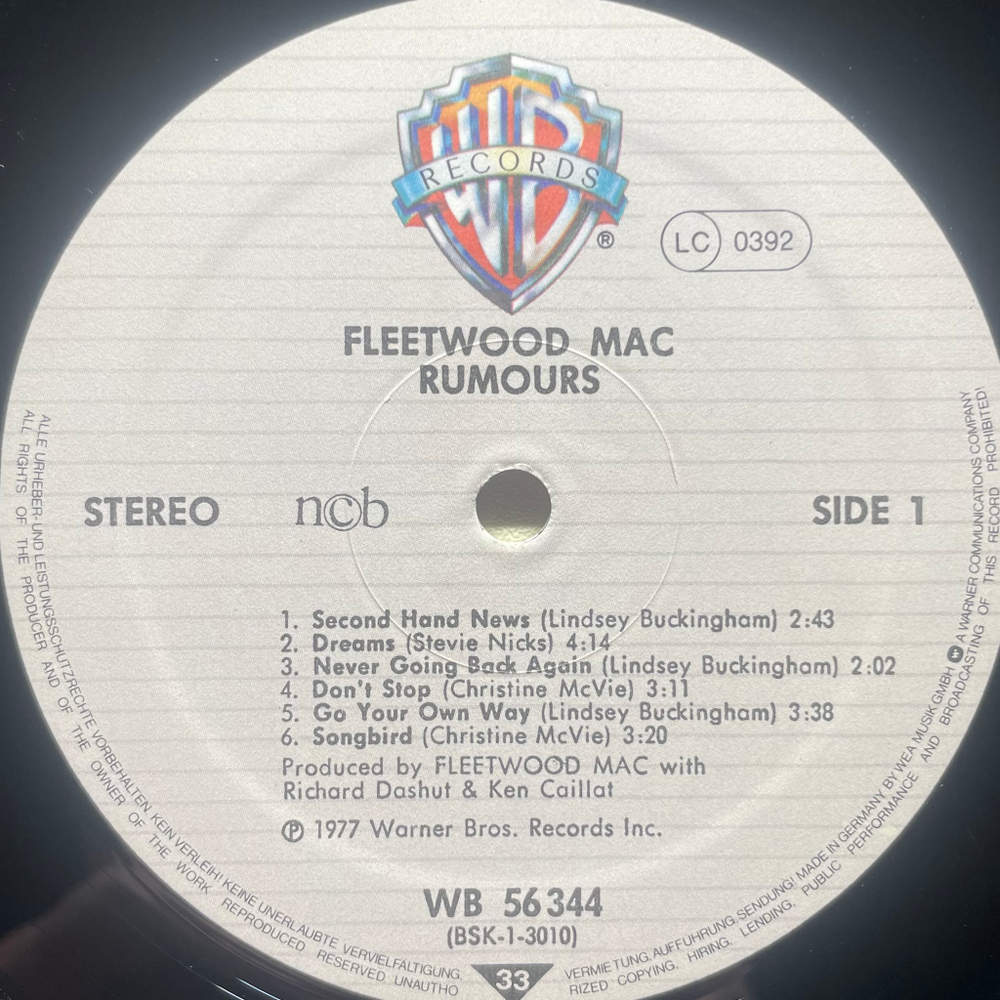 WB
RECORDS
®
LC 0392
FLEETWOOD MAC
RUMOURS
STEREO
n©b
SIDE 1
1. Second Hand News (Lindsey Buckingham) 2:43
2. Dreams (Stevie Nicks) 4:14
3. Never Going Back Again (Lindsey Buckingham) 2:02
4. Don't Stop (Christine McVie) 3:11
5. Go Your Own Way (Lindsey Buckingham) 3:38
6. Songbird (Christine McVie) 3:20
Produced by FLEETWOOD MAC with
Richard Dashut & Ken Caillat
℗ 1977 Warner Bros. Records Inc.
WB 56 344
(BSK-1-3010)
33
ALLE URHEBER- UND LEISTUNGSSCHUTZRECHTE VORBEHALTEN KEIN VERLEIH! KEINE UNERLAUBTE VERVIELFÄLTIGUNG, VERMIETUNG, AUFFÜHRUNG, SENDUNG! MADE IN GERMANY BY WEA MUSIK GMBH A WARNER COMMUNICATIONS COMPANY
ALL RIGHTS OF THE PRODUCER AND OF THE OWNER OF THE WORK REPRODUCED RESERVED UNAUTHORIZED COPYING, HIRING, LENDING, PUBLIC PERFORMANCE AND BROADCASTING OF THIS RECORD PROHIBITED!